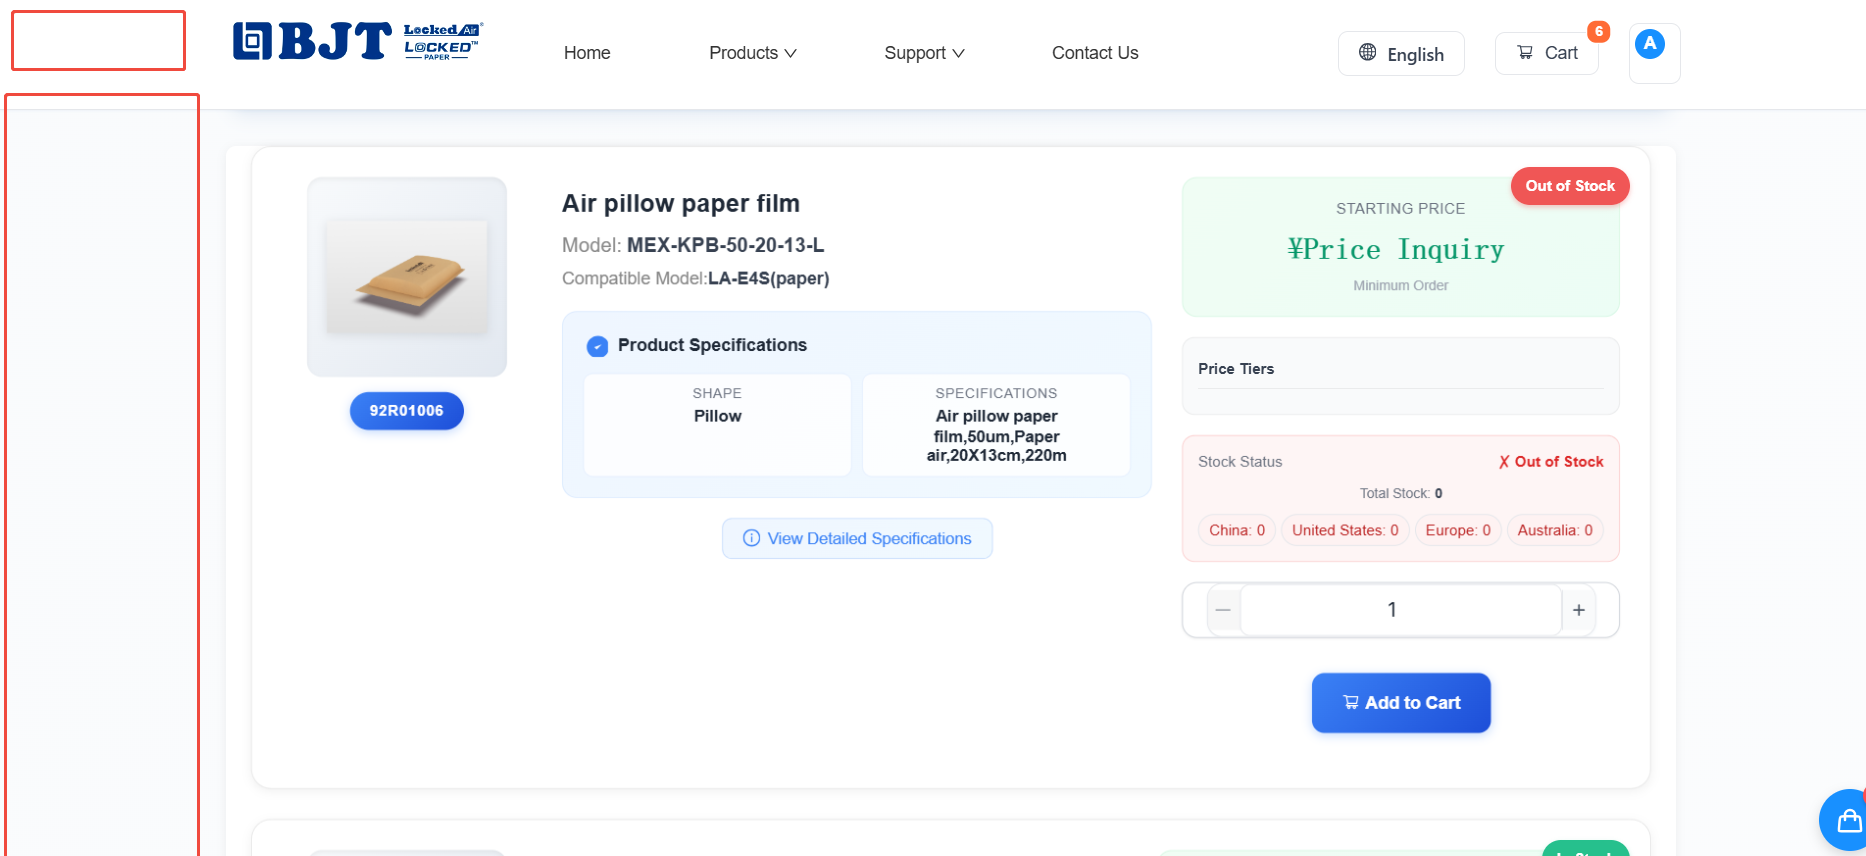 BJT Locked Air
LOCKED™
PAPER
Home
Products
Support
Contact Us
English
Cart
6
A
Out of Stock
Air pillow paper film
Model: MEX-KPB-50-20-13-L
Compatible Model:LA-E4S(paper)
92R01006
Product Specifications
SHAPE
Pillow
SPECIFICATIONS
Air pillow paper
film,50um,Paper
air,20X13cm,220m
View Detailed Specifications
STARTING PRICE
¥Price Inquiry
Minimum Order
Price Tiers
Stock Status
✗ Out of Stock
Total Stock: 0
China: 0
United States: 0
Europe: 0
Australia: 0
1
Add to Cart